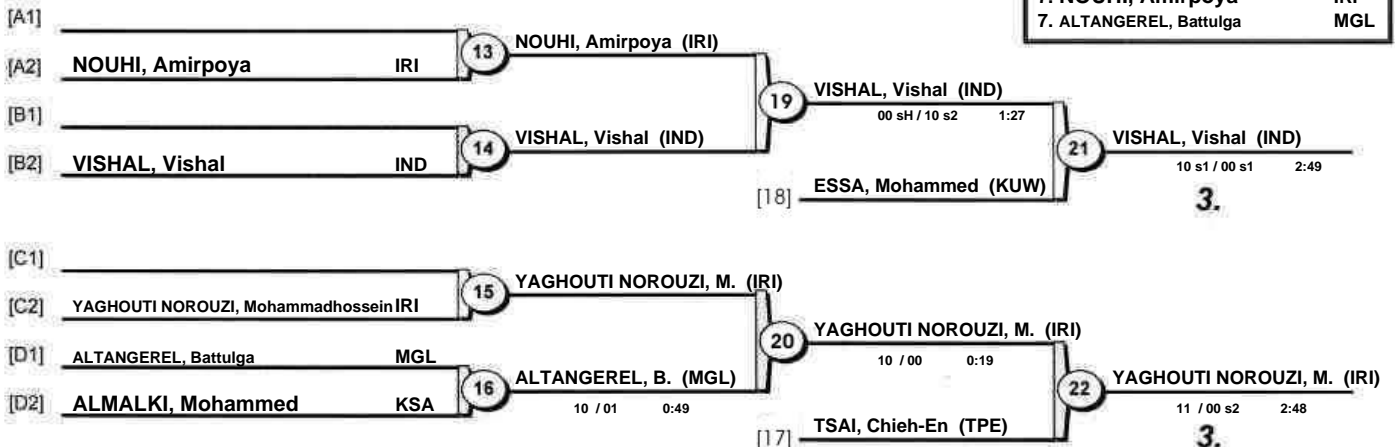 7. ALTANGEREL, Battulga MGL
[A1]
[A2] NOUHI, Amirpoya IRI
13 NOUHI, Amirpoya (IRI)
[B1]
[B2] VISHAL, Vishal IND
14 VISHAL, Vishal (IND)
19 VISHAL, Vishal (IND)
00 sH / 10 s2 1:27
[18] ESSA, Mohammed (KUW)
21 VISHAL, Vishal (IND)
10 s1 / 00 s1 2:49
3.
[C1]
[C2] YAGHOUTI NOROUZI, Mohammadhossein IRI
15 YAGHOUTI NOROUZI, M. (IRI)
[D1] ALTANGEREL, Battulga MGL
[D2] ALMALKI, Mohammed KSA
16 ALTANGEREL, B. (MGL)
10 / 01 0:49
20 YAGHOUTI NOROUZI, M. (IRI)
10 / 00 0:19
[17] TSAI, Chieh-En (TPE)
22 YAGHOUTI NOROUZI, M. (IRI)
11 / 00 s2 2:48
3.